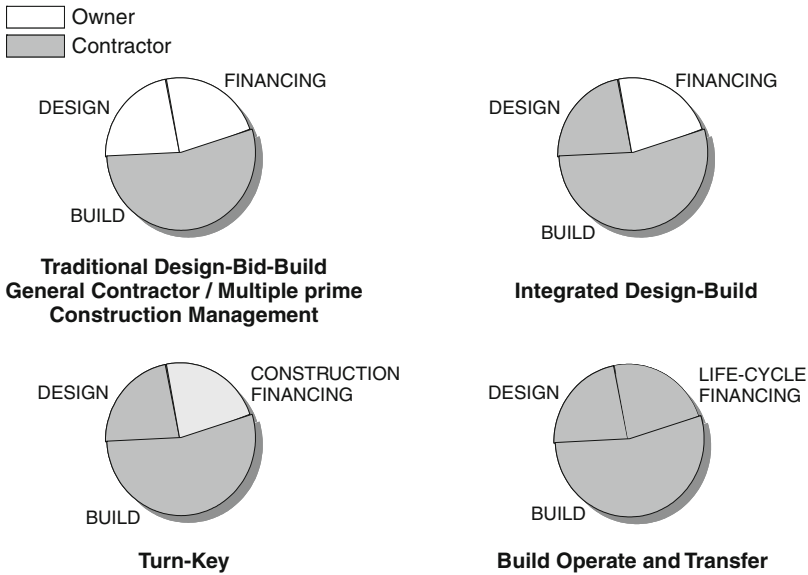 Owner
Contractor
FINANCING
DESIGN
BUILD
Traditional Design-Bid-Build
General Contractor / Multiple prime
Construction Management
FINANCING
DESIGN
BUILD
Integrated Design-Build
CONSTRUCTION
FINANCING
DESIGN
BUILD
Turn-Key
LIFE-CYCLE
FINANCING
DESIGN
BUILD
Build Operate and Transfer